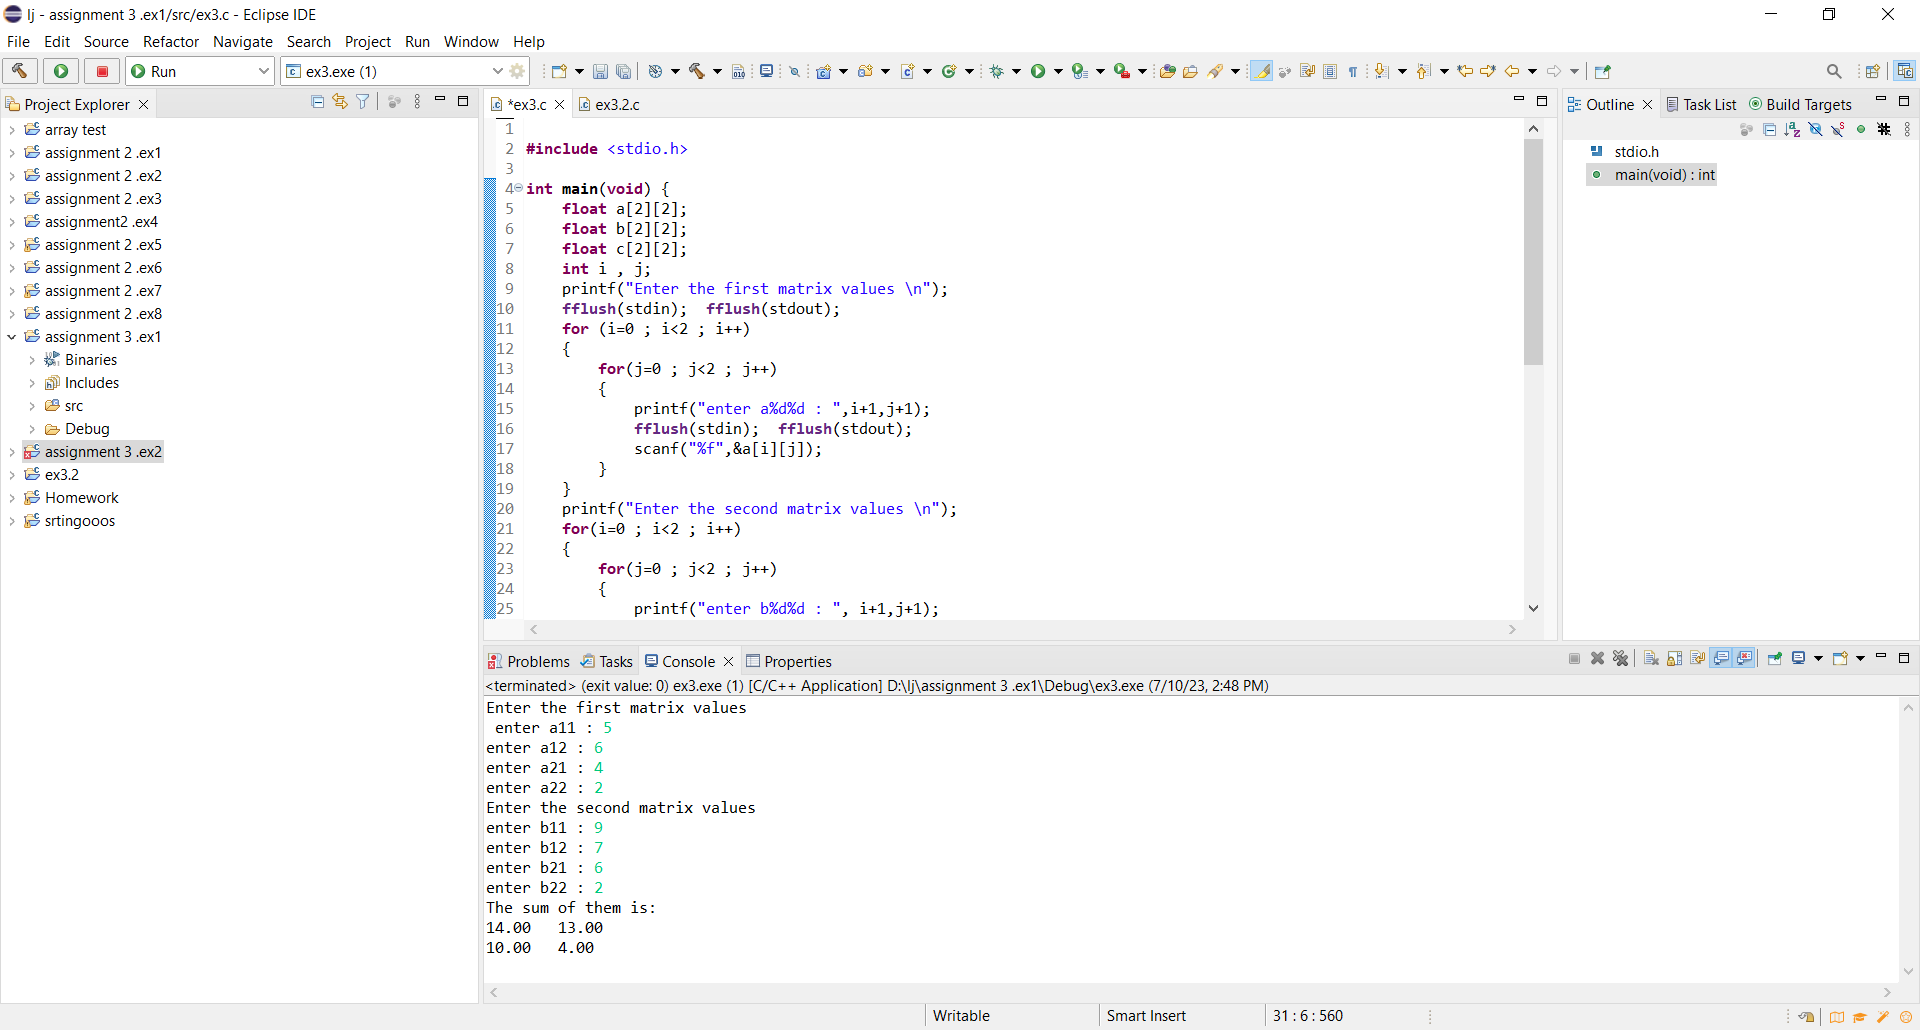 lj - assignment 3 .ex1/src/ex3.c - Eclipse IDE
File Edit Source Refactor Navigate Search Project Run Window Help
Run
ex3.exe (1)
Project Explorer
array test
assignment 2 .ex1
assignment 2 .ex2
assignment 2 .ex3
assignment2 .ex4
assignment 2 .ex5
assignment 2 .ex6
assignment 2 .ex7
assignment 2 .ex8
assignment 3 .ex1
Binaries
Includes
src
Debug
assignment 3 .ex2
ex3.2
Homework
srtingooos
*ex3.c ex3.2.c
1
2 #include <stdio.h>
3
4 int main(void) {
5 float a[2][2];
6 float b[2][2];
7 float c[2][2];
8 int i , j;
9 printf("Enter the first matrix values \n");
10 fflush(stdin);  fflush(stdout);
11 for (i=0 ; i<2 ; i++)
12 {
13 for(j=0 ; j<2 ; j++)
14 {
15 printf("enter a%d%d : ",i+1,j+1);
16 fflush(stdin);  fflush(stdout);
17 scanf("%f",&a[i][j]);
18 }
19 }
20 printf("Enter the second matrix values \n");
21 for(i=0 ; i<2 ; i++)
22 {
23 for(j=0 ; j<2 ; j++)
24 {
25 printf("enter b%d%d : ", i+1,j+1);
Outline Task List Build Targets
stdio.h
main(void) : int
Problems Tasks Console Properties
<terminated> (exit value: 0) ex3.exe (1) [C/C++ Application] D:\lj\assignment 3 .ex1\Debug\ex3.exe (7/10/23, 2:48 PM)
Enter the first matrix values
enter a11 : 5
enter a12 : 6
enter a21 : 4
enter a22 : 2
Enter the second matrix values
enter b11 : 9
enter b12 : 7
enter b21 : 6
enter b22 : 2
The sum of them is:
14.00   13.00
10.00   4.00
Writable Smart Insert 31 : 6 : 560